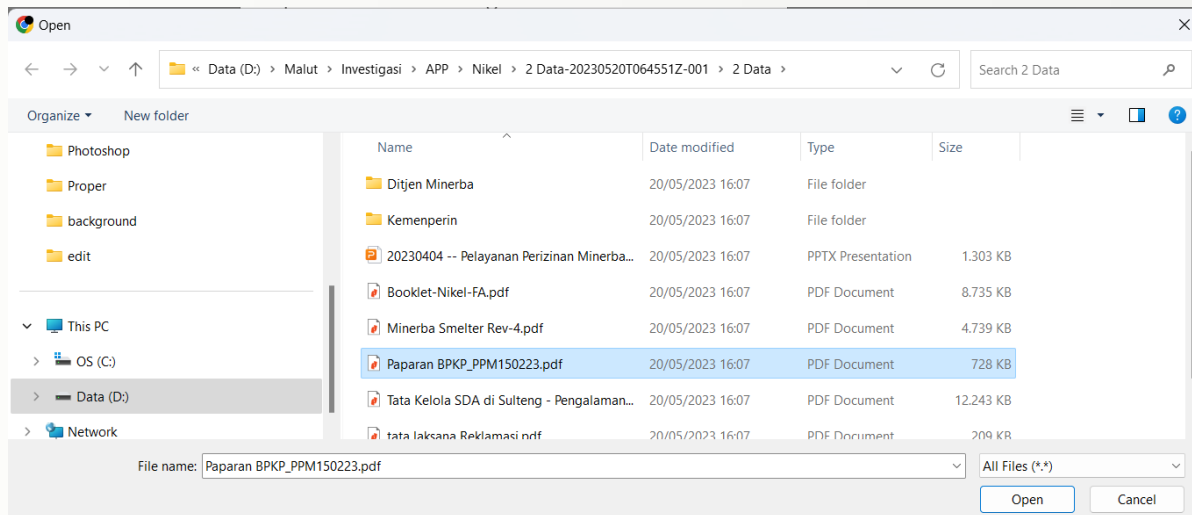 Open
« Data (D:) › Malut › Investigasi › APP › Nikel › 2 Data-20230520T064551Z-001 › 2 Data ›
Search 2 Data
Organize
New folder
Photoshop
Proper
background
edit
This PC
OS (C:)
Data (D:)
Network
Name Date modified Type Size
Ditjen Minerba 20/05/2023 16:07 File folder
Kemenperin 20/05/2023 16:07 File folder
20230404 -- Pelayanan Perizinan Minerba... 20/05/2023 16:07 PPTX Presentation 1.303 KB
Booklet-Nikel-FA.pdf 20/05/2023 16:07 PDF Document 8.735 KB
Minerba Smelter Rev-4.pdf 20/05/2023 16:07 PDF Document 4.739 KB
Paparan BPKP_PPM150223.pdf 20/05/2023 16:07 PDF Document 728 KB
Tata Kelola SDA di Sulteng - Pengalaman... 20/05/2023 16:07 PDF Document 12.243 KB
tata laksana Reklamasi.pdf 20/05/2023 16:07 PDF Document 209 KB
File name: Paparan BPKP_PPM150223.pdf
All Files (*.*)
Open
Cancel